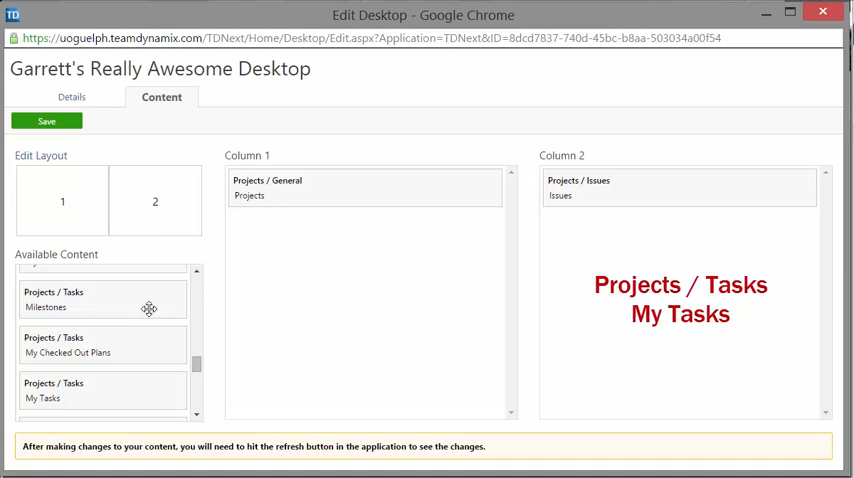 TD
Edit Desktop - Google Chrome
https://uoguelph.teamdynamix.com/TDNext/Home/Desktop/Edit.aspx?Application=TDNext&ID=8dcd7837-740d-45bc-b8aa-503034a00f54
Garrett's Really Awesome Desktop
Details
Content
Save
Edit Layout
1
2
Available Content
Projects / Tasks
Milestones
Projects / Tasks
My Checked Out Plans
Projects / Tasks
My Tasks
Column 1
Projects / General
Projects
Column 2
Projects / Issues
Issues
Projects / Tasks
My Tasks
After making changes to your content, you will need to hit the refresh button in the application to see the changes.